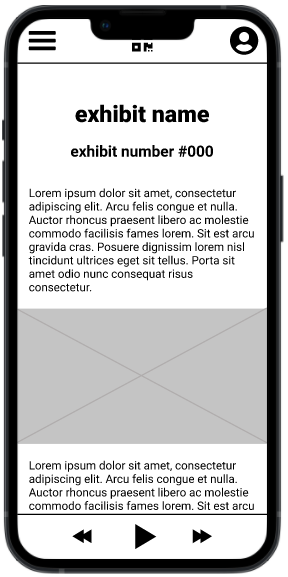 exhibit name
exhibit number #000
Lorem ipsum dolor sit amet, consectetur
adipiscing elit. Arcu felis congue et nulla.
Auctor rhoncus praesent libero ac molestie
commodo facilisis fames lorem. Sit est arcu
gravida cras. Posuere dignissim lorem nisl
tincidunt ultrices eget sit tellus. Porta sit
amet odio nunc consequat risus
consectetur.
Lorem ipsum dolor sit amet, consectetur
adipiscing elit. Arcu felis congue et nulla.
Auctor rhoncus praesent libero ac molestie
commodo facilisis fames lorem. Sit est arcu